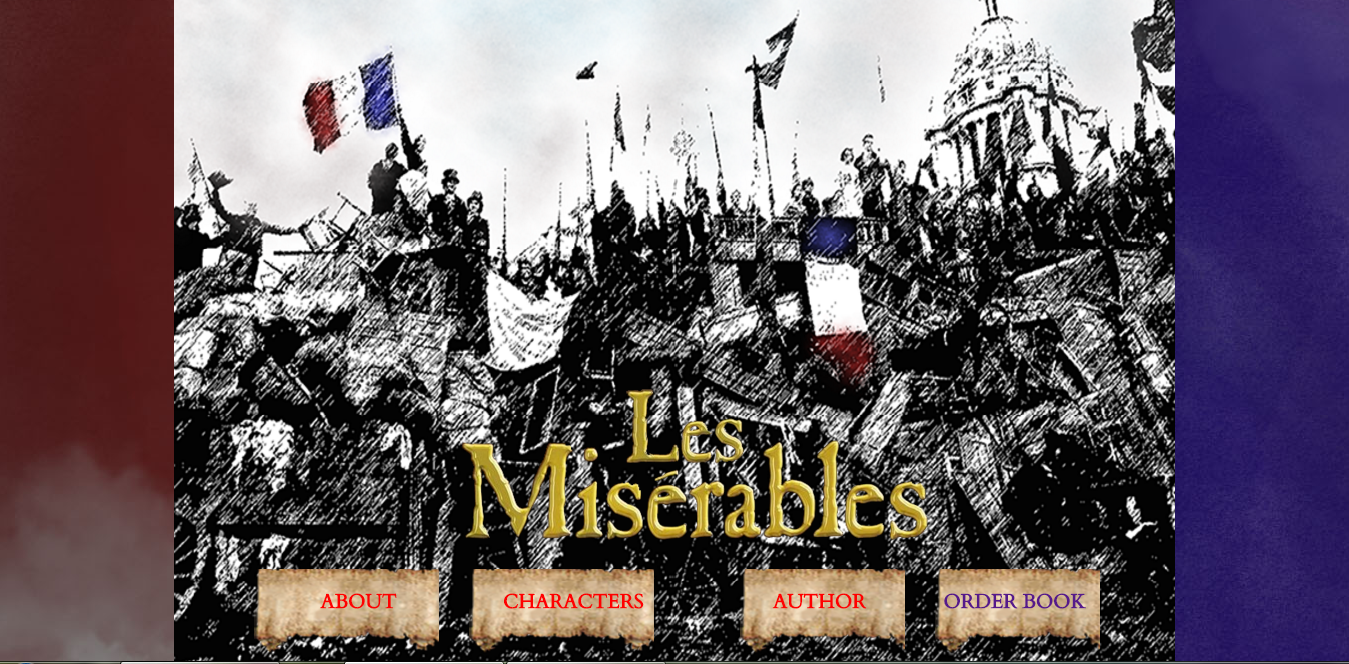 Les
Misérables
ABOUT
CHARACTERS
AUTHOR
ORDER BOOK